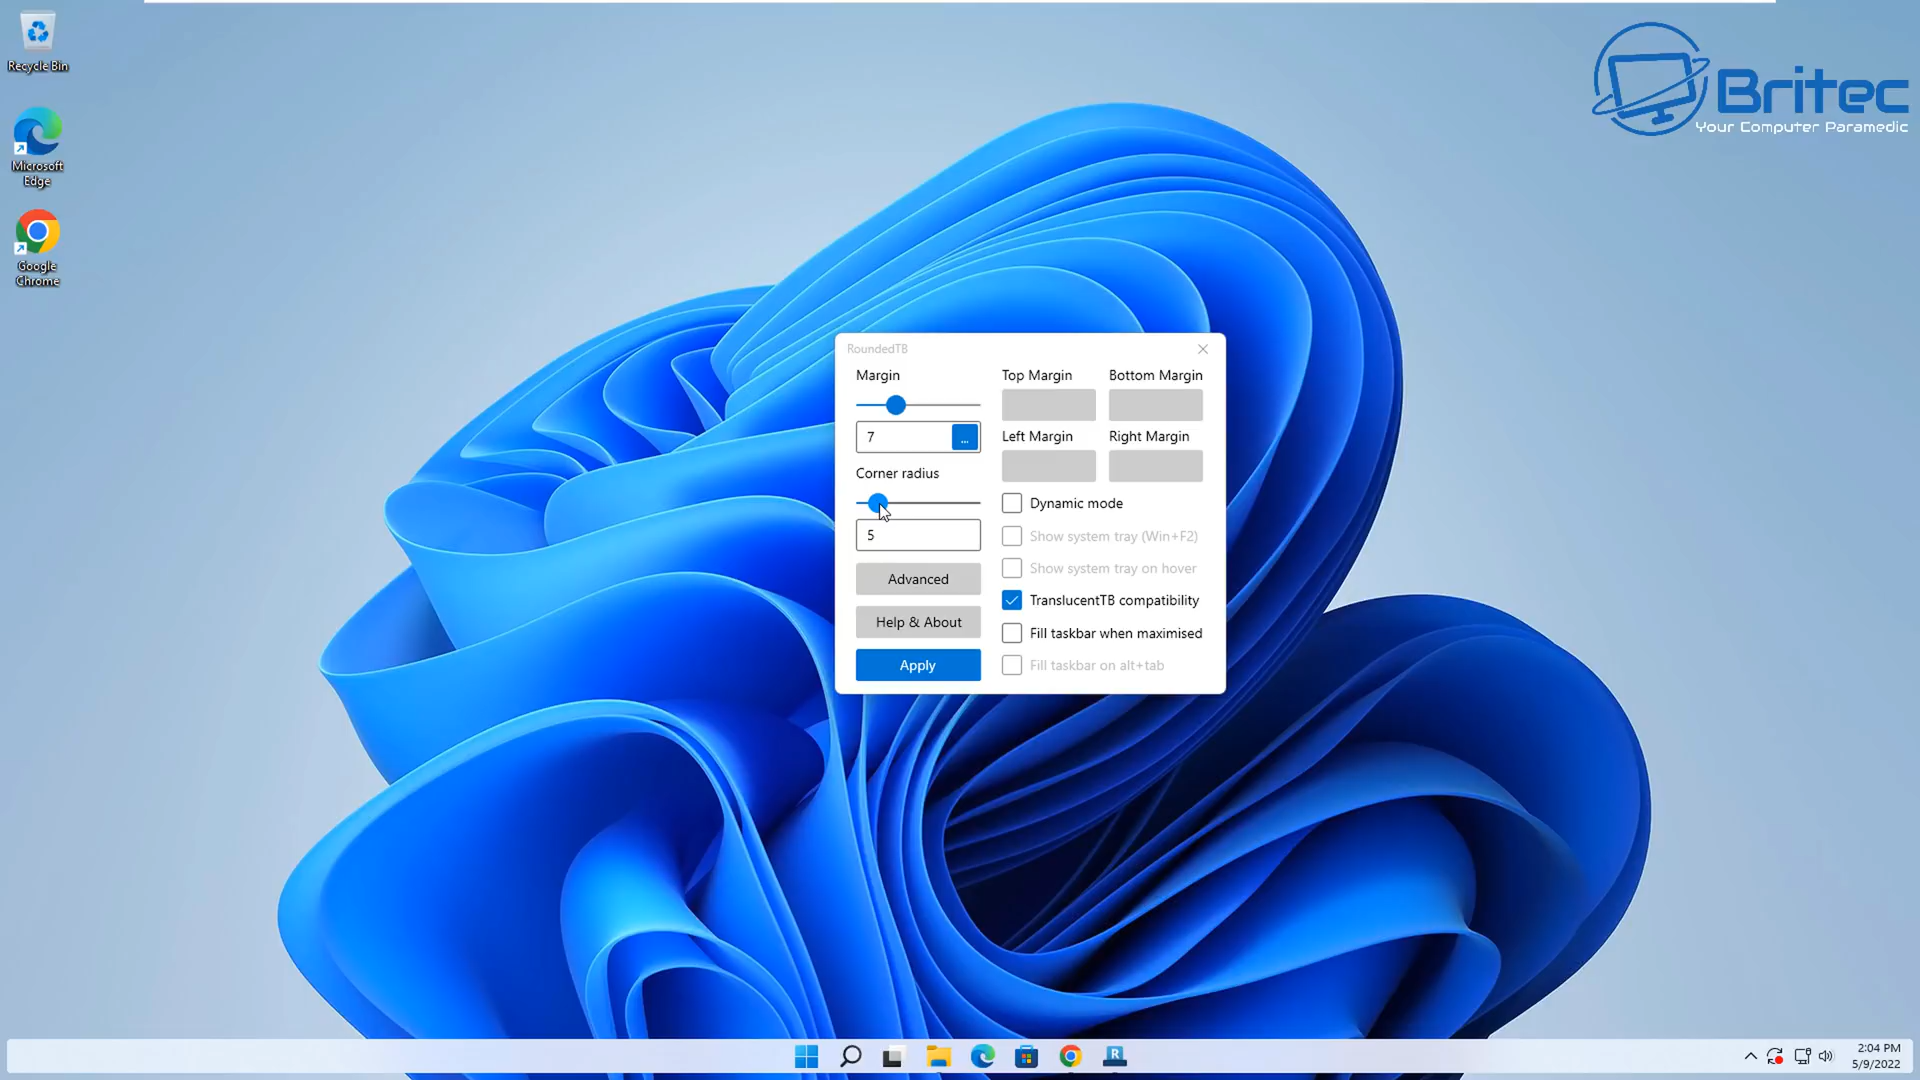 Recycle Bin
Microsoft
Edge
Google
Chrome
Britec
Your Computer Paramedic
RoundedTB
Margin
7
...
Corner radius
5
Advanced
Help & About
Apply
Top Margin
Bottom Margin
Left Margin
Right Margin
Dynamic mode
Show system tray (Win+F2)
Show system tray on hover
TranslucentTB compatibility
Fill taskbar when maximised
Fill taskbar on alt+tab
R
2:04 PM
5/9/2022